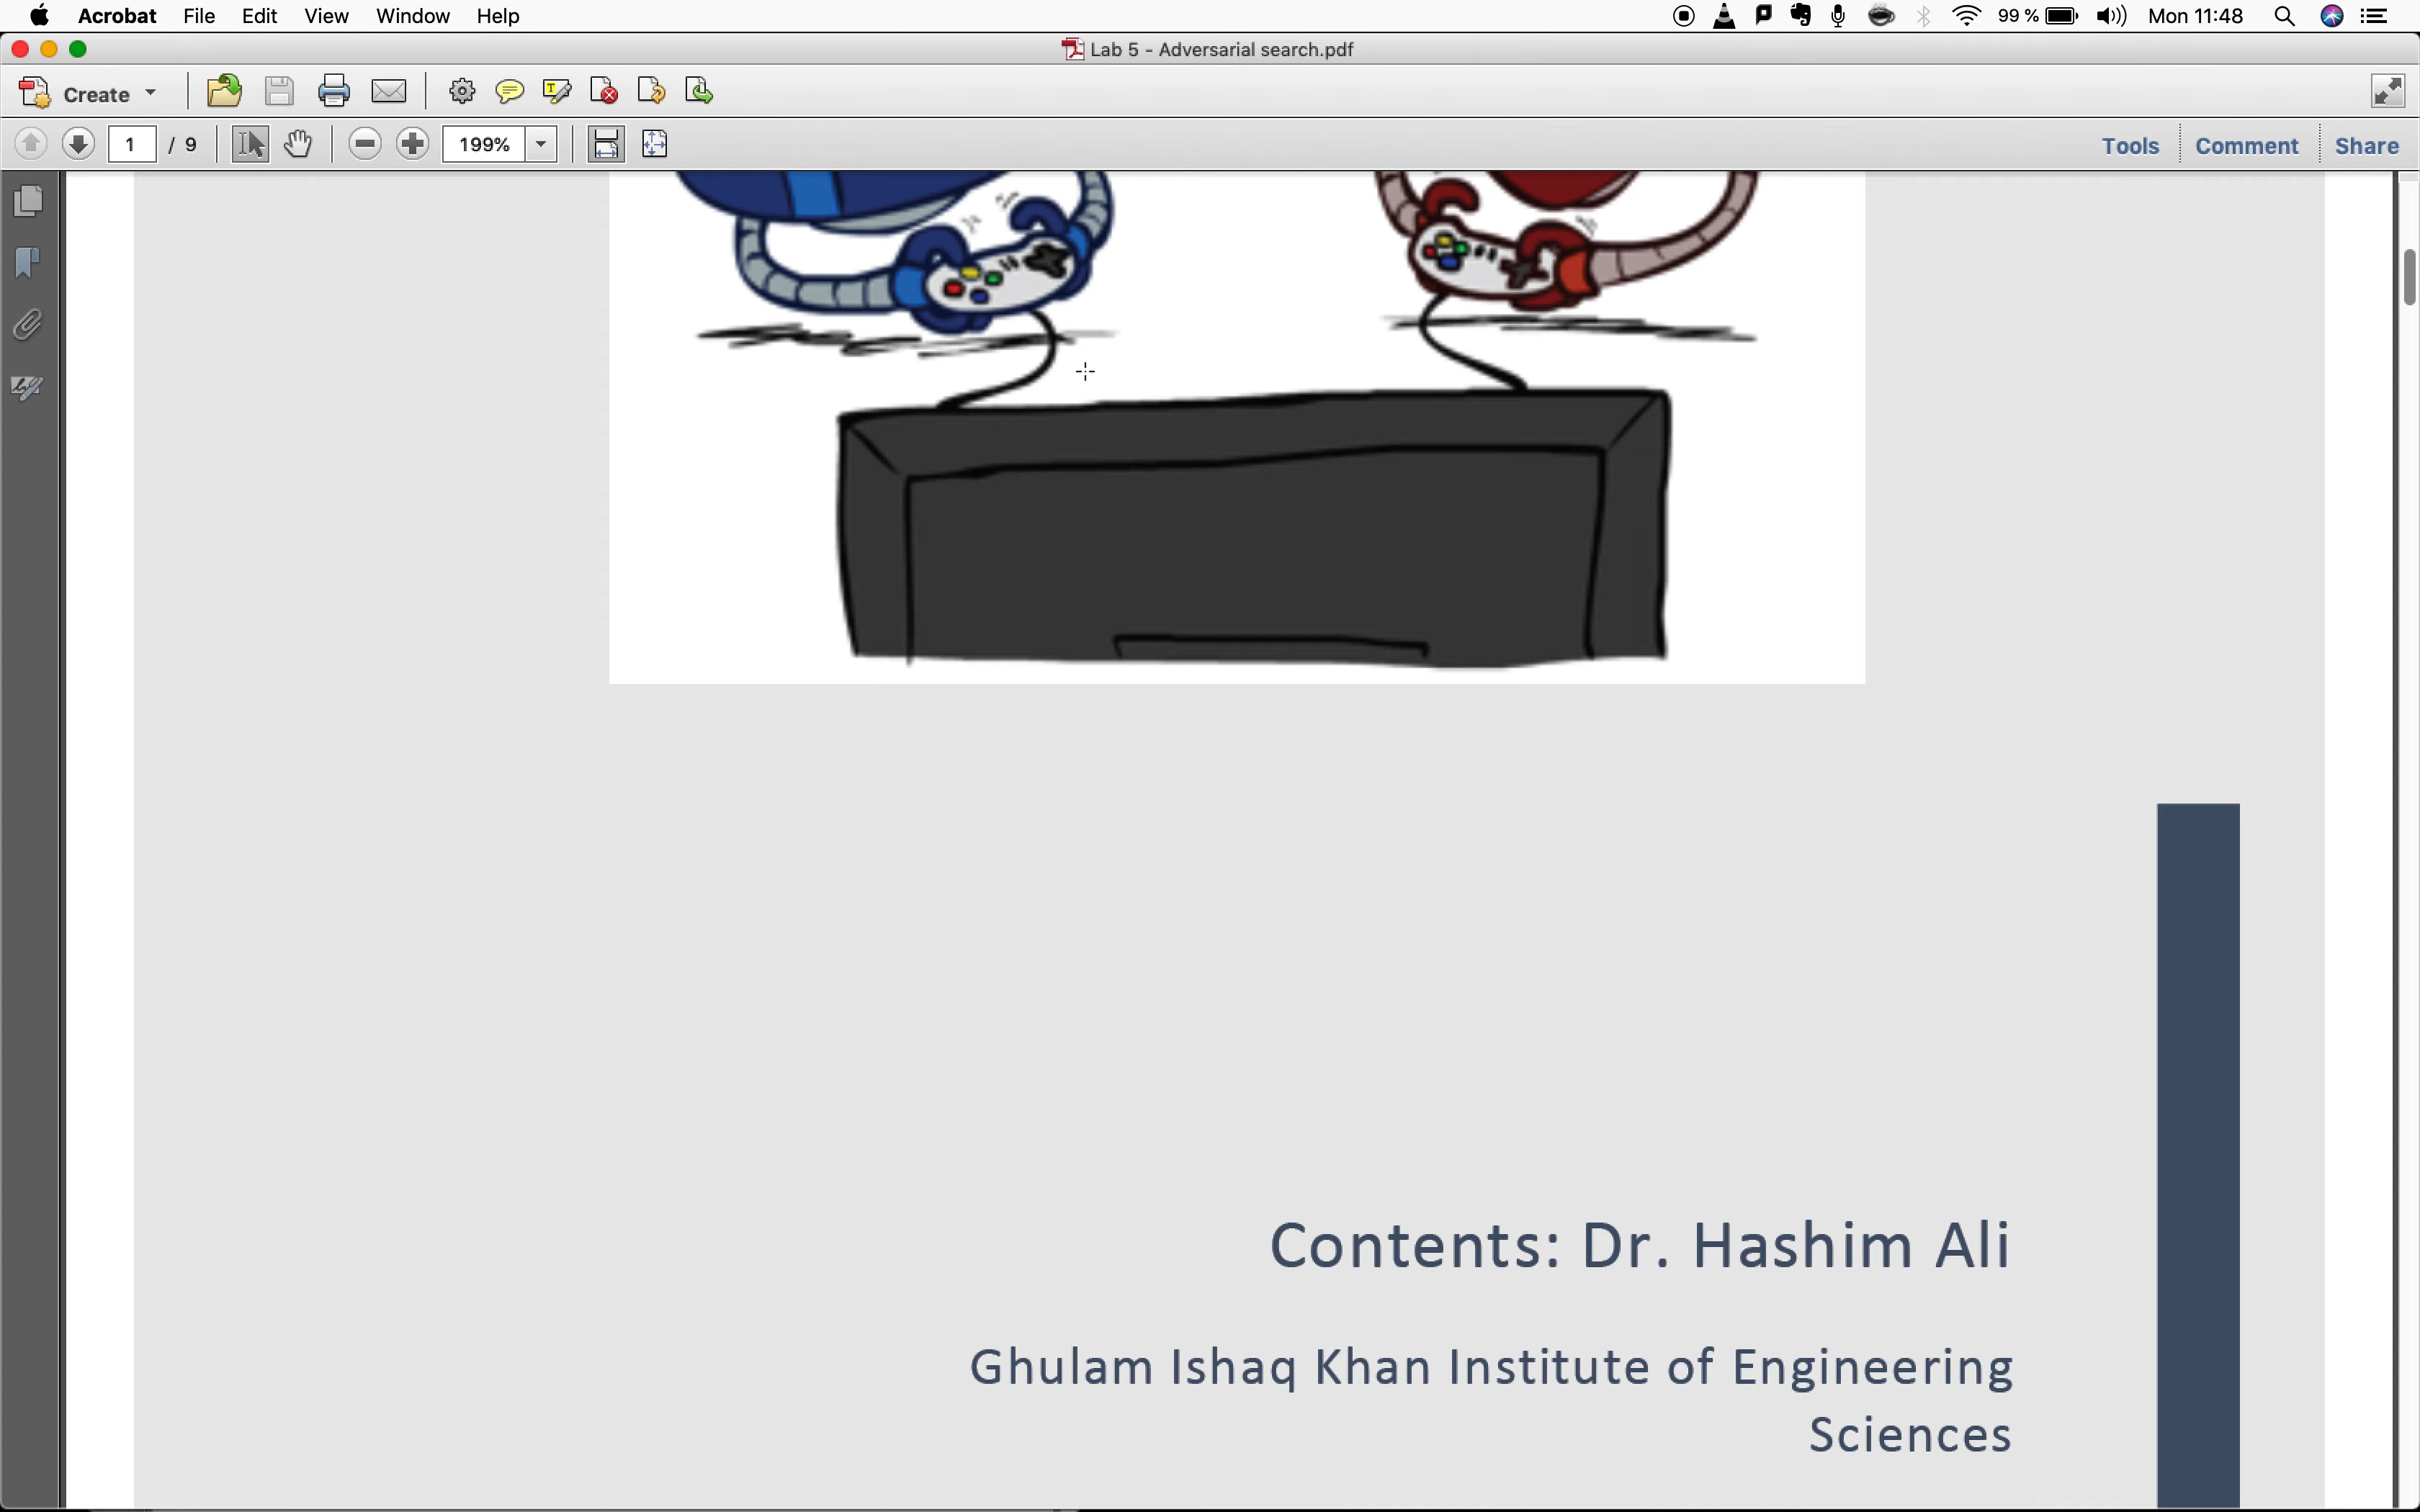 Acrobat File Edit View Window Help 99 % Mon 11:48
Lab 5 - Adversarial search.pdf
Create
1 / 9 199% Tools Comment Share
Contents: Dr. Hashim Ali
Ghulam Ishaq Khan Institute of Engineering
Sciences